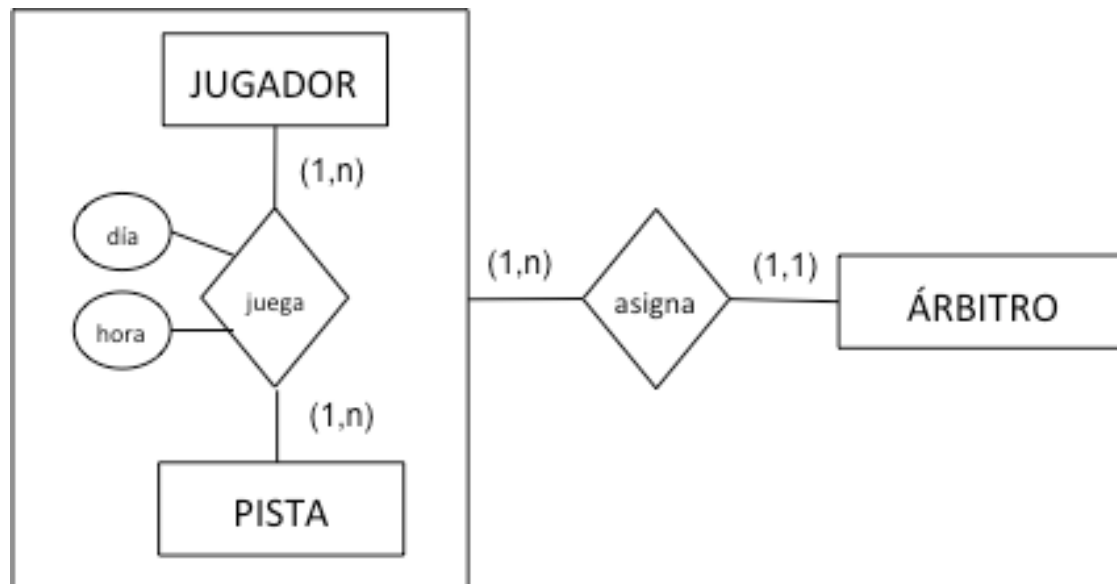 JUGADOR
(1,n)
día
hora
juega
(1,n)
PISTA
(1,n)
asigna
(1,1)
ÁRBITRO